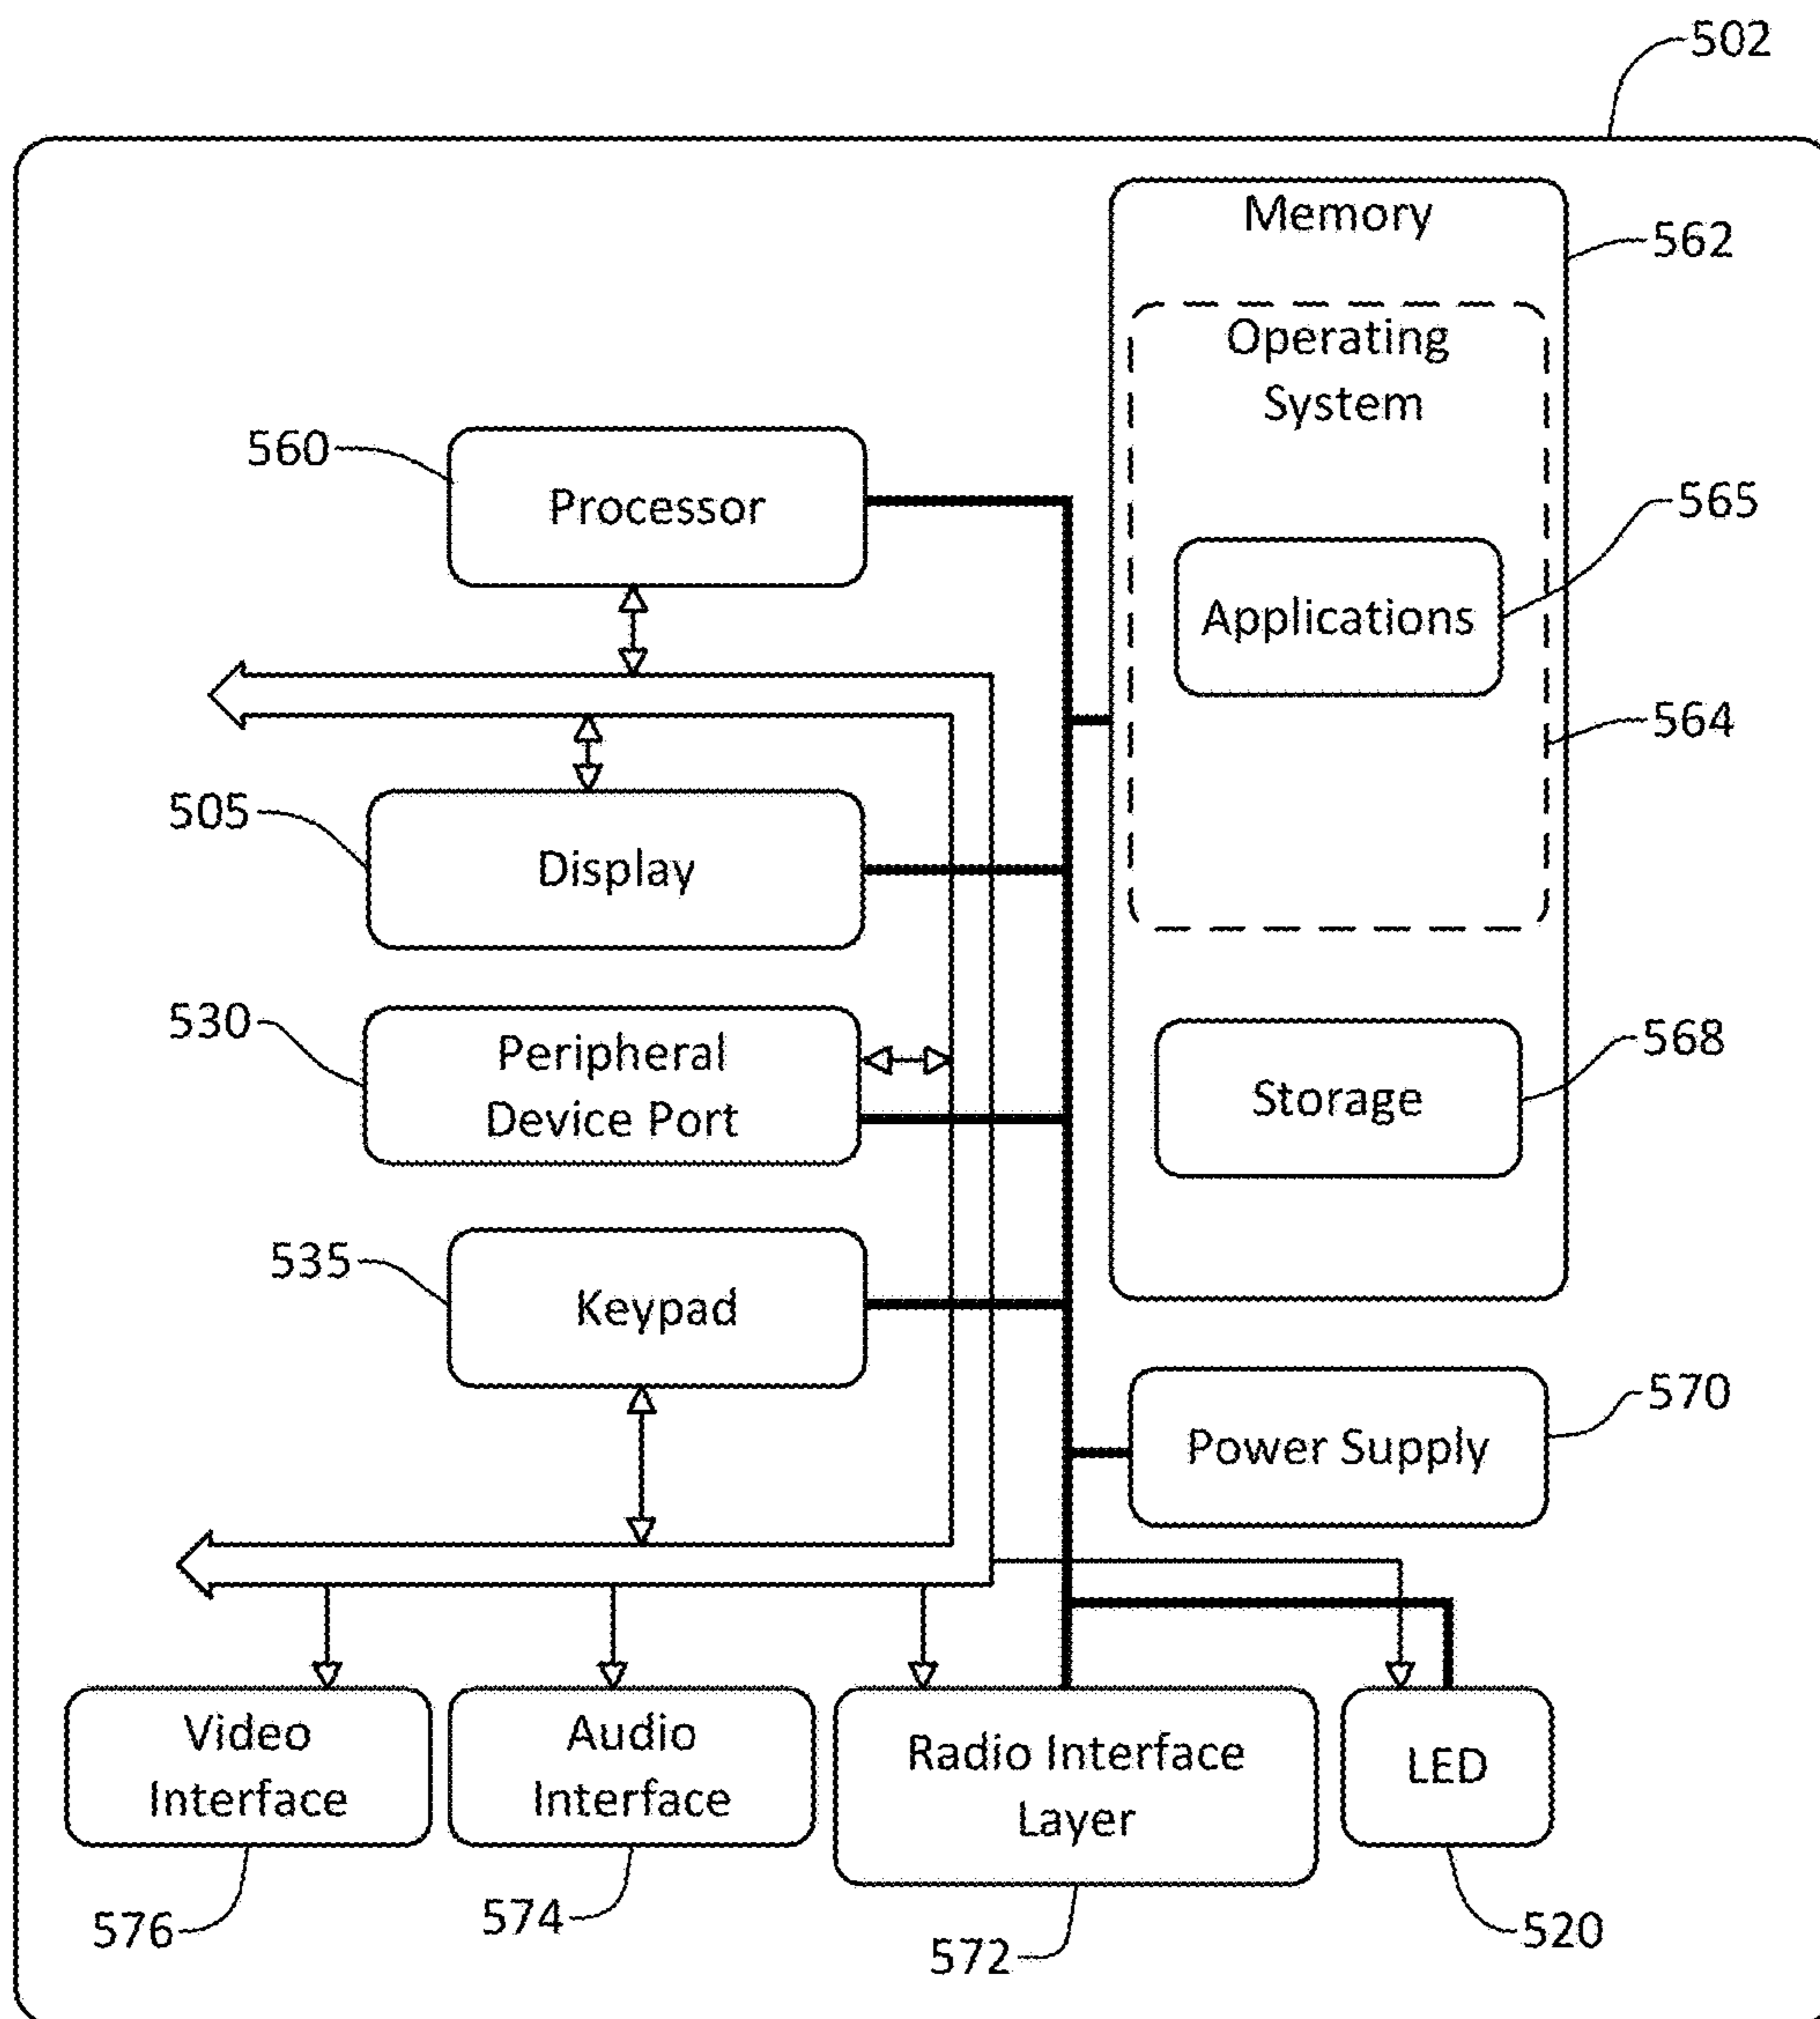 502
Memory
562
Operating
System
560
Processor
565
Applications
564
505
Display
530
Peripheral
Device Port
568
Storage
535
Keypad
570
Power Supply
Video
Interface
Audio
Interface
Radio Interface
Layer
LED
576
574
572
520